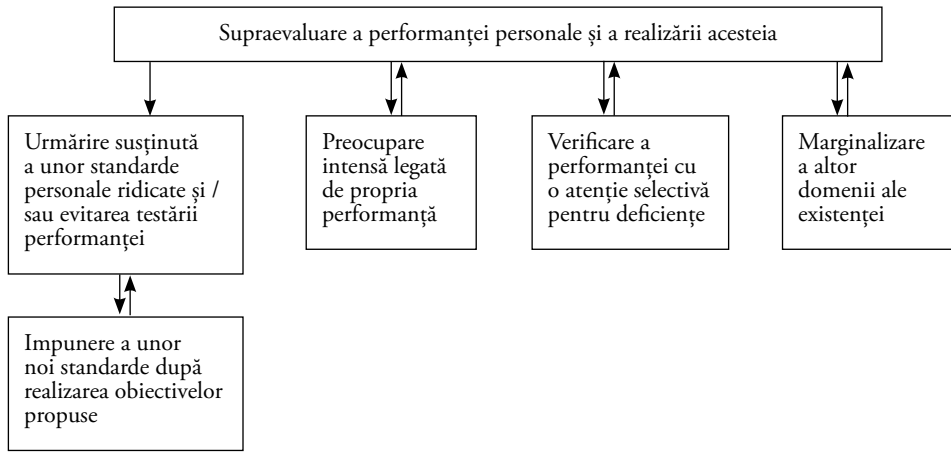 Supraevaluare a performanței personale și a realizării acesteia
Urmărire susținută
a unor standarde
personale ridicate și /
sau evitarea testării
performanței
Preocupare
intensă legată
de propria
performanță
Verificare a
performanței cu
o atenție selectivă
pentru deficiențe
Marginalizare
a altor
domenii ale
existenței
Impunere a unor
noi standarde după
realizarea obiectivelor
propuse